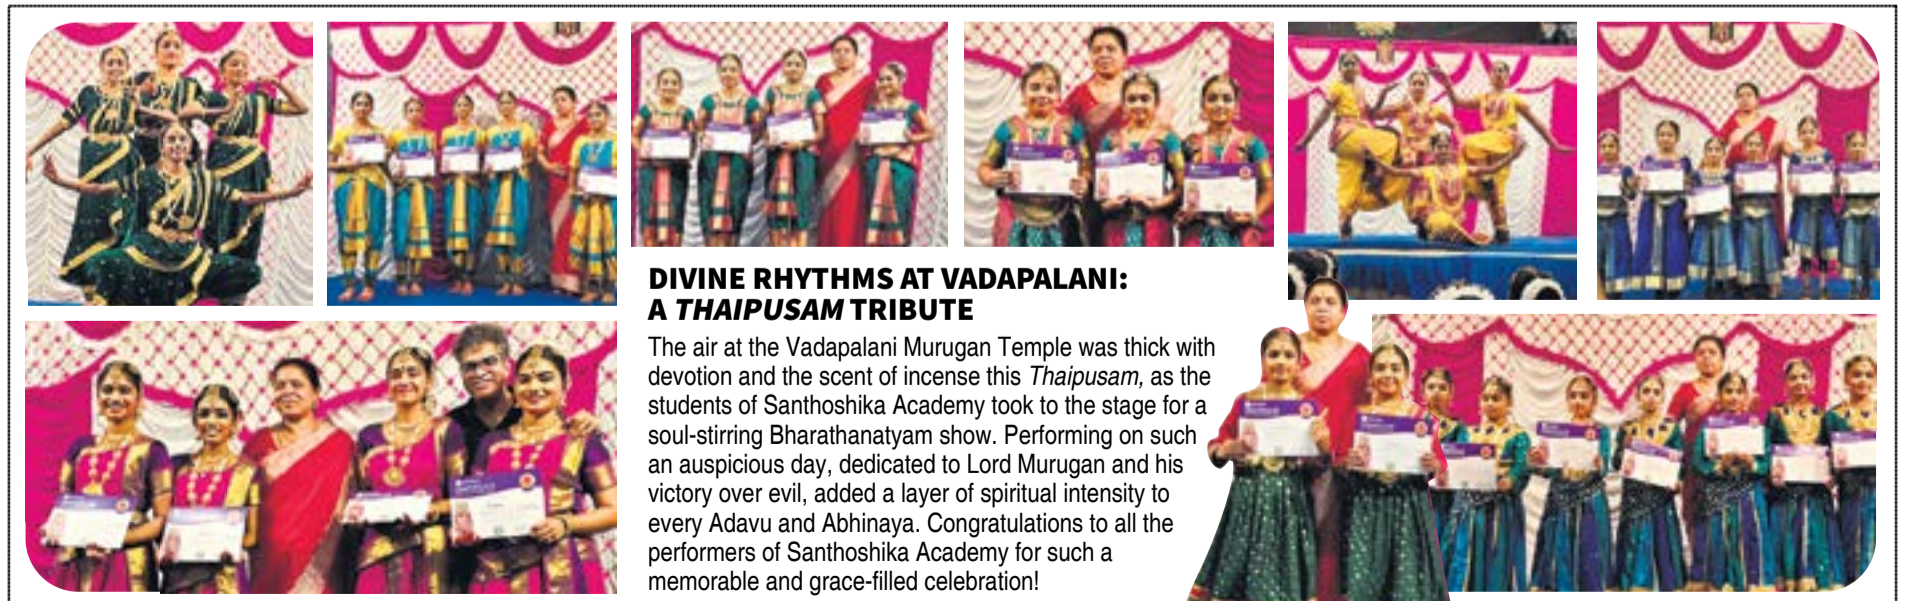 DIVINE RHYTHMS AT VADAPALANI:
A THAIPUSAM TRIBUTE
The air at the Vadapalani Murugan Temple was thick with
devotion and the scent of incense this Thaipusam, as the
students of Santhoshika Academy took to the stage for a
soul-stirring Bharathanatyam show. Performing on such
an auspicious day, dedicated to Lord Murugan and his
victory over evil, added a layer of spiritual intensity to
every Adavu and Abhinaya. Congratulations to all the
performers of Santhoshika Academy for such a
memorable and grace-filled celebration!